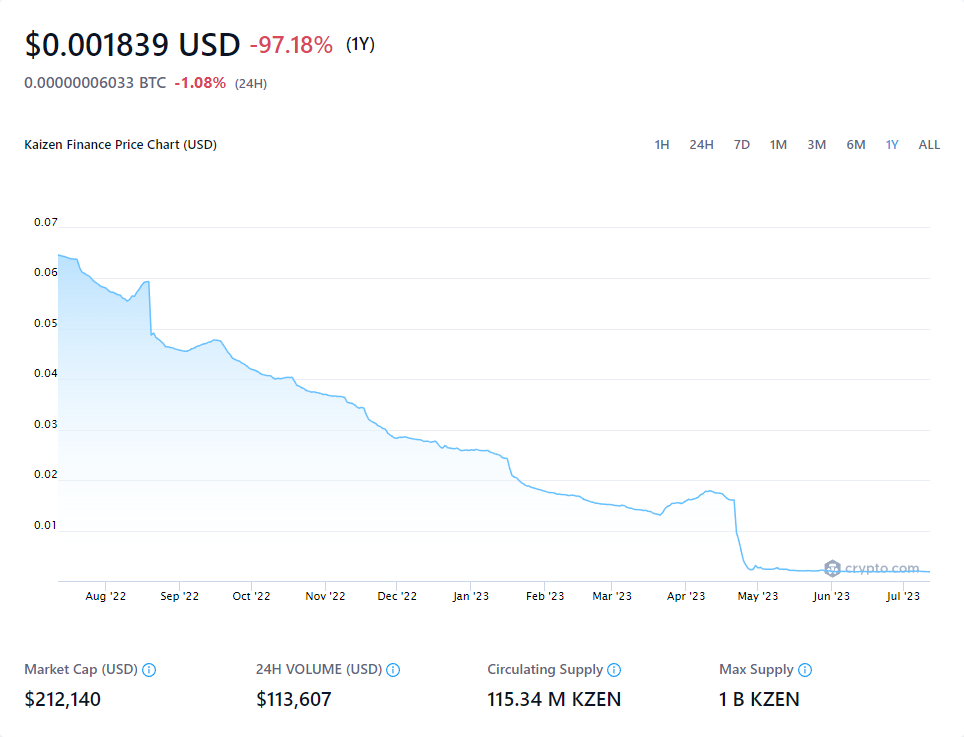 $0.001839 USD -97.18% (1Y)
0.00000006033 BTC -1.08% (24H)
Kaizen Finance Price Chart (USD) 1H 24H 7D 1M 3M 6M 1Y ALL
0.07
0.06
0.05
0.04
0.03
0.02
0.01
crypto.com
Aug '22 Sep '22 Oct '22 Nov '22 Dec '22 Jan '23 Feb '23 Mar '23 Apr '23 May '23 Jun '23 Jul '23
Market Cap (USD) 24H VOLUME (USD) Circulating Supply Max Supply
$212,140 $113,607 115.34 M KZEN 1 B KZEN